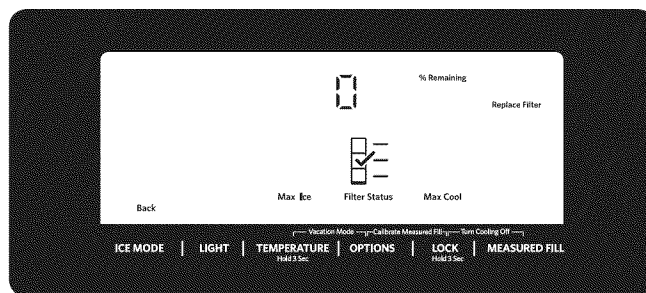 0 % Remaining
Replace Filter
Max Ice Filter Status Max Cool
Back
Vacation Mode Calibrate Measured Fill Turn Cooling Off
ICE MODE | LIGHT | TEMPERATURE | OPTIONS | LOCK | MEASURED FILL
Hold 3 Sec Hold 3 Sec